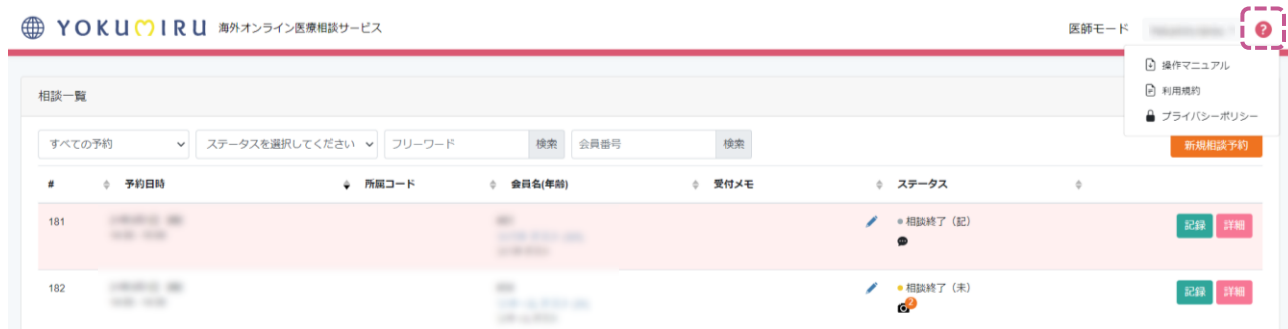 YOKUMIRU 海外オンライン医療相談サービス 医師モード ?
操作マニュアル
利用規約
プライバシーポリシー
相談一覧
すべての予約 ステータスを選択してください フリーワード 検索 会員番号 検索 新規相談予約
# 予約日時 所属コード 会員名(年齢) 受付メモ ステータス
181 相談終了（記） 記録 詳細
182 相談終了（未） 記録 詳細
2